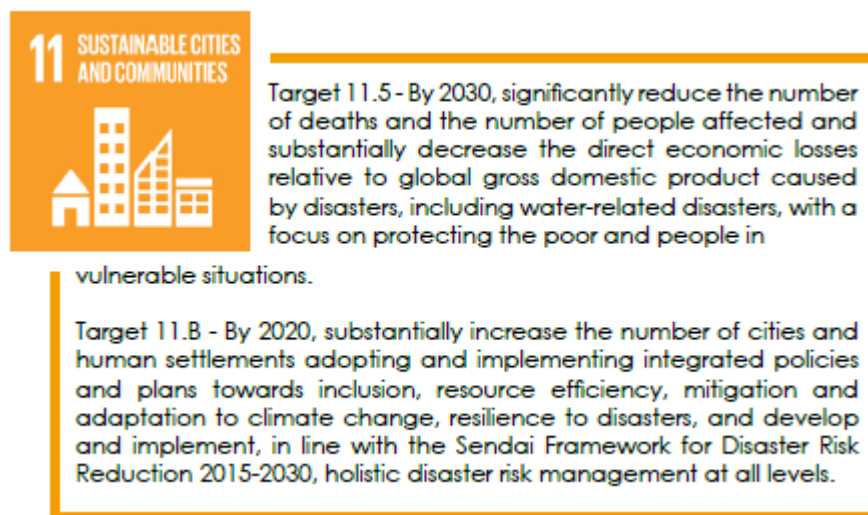 11 SUSTAINABLE CITIES
AND COMMUNITIES
Target 11.5 - By 2030, significantly reduce the number
of deaths and the number of people affected and
substantially decrease the direct economic losses
relative to global gross domestic product caused
by disasters, including water-related disasters, with a
focus on protecting the poor and people in
vulnerable situations.
Target 11.B - By 2020, substantially increase the number of cities and
human settlements adopting and implementing integrated policies
and plans towards inclusion, resource efficiency, mitigation and
adaptation to climate change, resilience to disasters, and develop
and implement, in line with the Sendai Framework for Disaster Risk
Reduction 2015-2030, holistic disaster risk management at all levels.